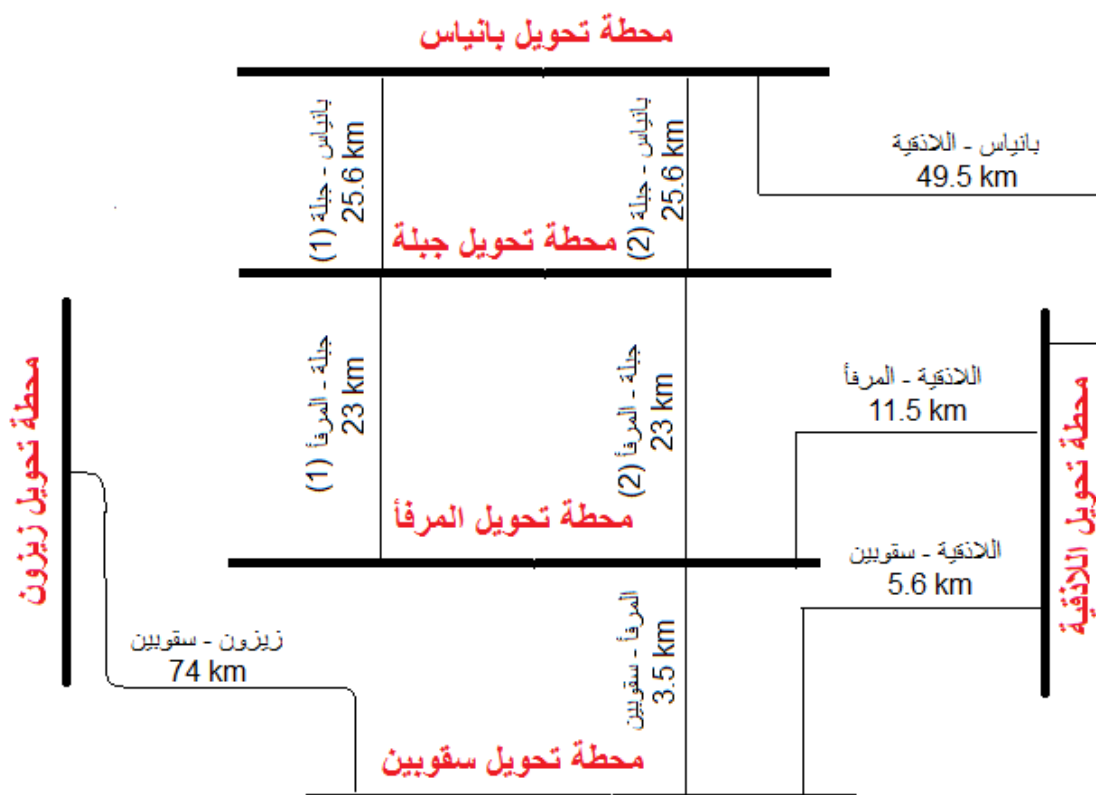 محطة تحويل بانياس
بانياس - جبلة (1)
25.6 km
بانياس - جبلة (2)
25.6 km
بانياس - اللاذقية
49.5 km
محطة تحويل جبلة
محطة تحويل زيزون
جبلة - المرفأ (1)
23 km
جبلة - المرفأ (2)
23 km
اللاذقية - المرفأ
11.5 km
محطة تحويل اللاذقية
محطة تحويل المرفأ
اللاذقية - سقوبين
5.6 km
زيزون - سقوبين
74 km
المرفأ - سقوبين
3.5 km
محطة تحويل سقوبين